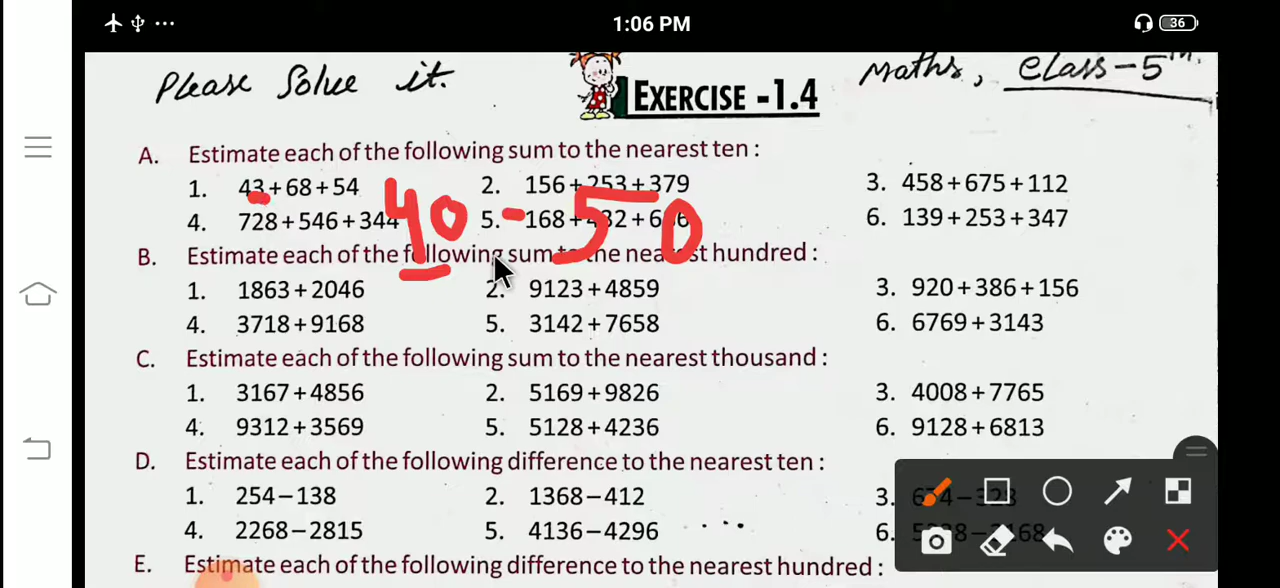 1:06 PM
36
Please Solve it.
EXERCISE -1.4
Maths, Class-5th.
A. Estimate each of the following sum to the nearest ten :
1. 43+68+54 2. 156+253+379 3. 458+675+112
4. 728+546+344 5. 168+ 6. 139+253+347
40 - 50
B. Estimate each of the following sum to the nearest hundred :
1. 1863+2046 2. 9123+4859 3. 920+386+156
4. 3718+9168 5. 3142+7658 6. 6769+3143
C. Estimate each of the following sum to the nearest thousand :
1. 3167+4856 2. 5169+9826 3. 4008+7765
4. 9312+3569 5. 5128+4236 6. 9128+6813
D. Estimate each of the following difference to the nearest ten :
1. 254-138 2. 1368-412 3.
4. 2268-2815 5. 4136-4296 6.
E. Estimate each of the following difference to the nearest hundred :